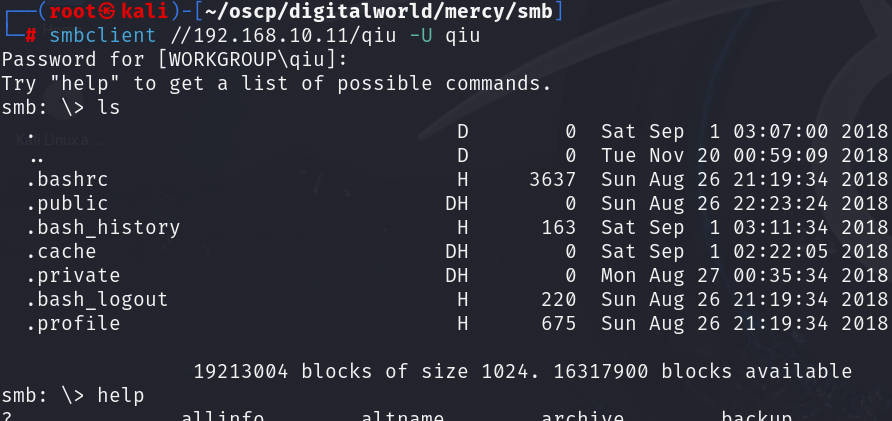 ┌──(root㉿kali)-[~/oscp/digitalworld/mercy/smb]
└─# smbclient //192.168.10.11/qiu -U qiu
Password for [WORKGROUP\qiu]:
Try "help" to get a list of possible commands.
smb: \> ls
  .                                   D        0  Sat Sep  1 03:07:00 2018
  ..                                  D        0  Tue Nov 20 00:59:09 2018
  .bashrc                             H     3637  Sun Aug 26 21:19:34 2018
  .public                            DH        0  Sun Aug 26 22:23:24 2018
  .bash_history                       H      163  Sat Sep  1 03:11:34 2018
  .cache                             DH        0  Sat Sep  1 02:22:05 2018
  .private                           DH        0  Mon Aug 27 00:35:34 2018
  .bash_logout                        H      220  Sun Aug 26 21:19:34 2018
  .profile                            H      675  Sun Aug 26 21:19:34 2018
                19213004 blocks of size 1024. 16317900 blocks available
smb: \> help
?              allinfo        altname        archive        backup